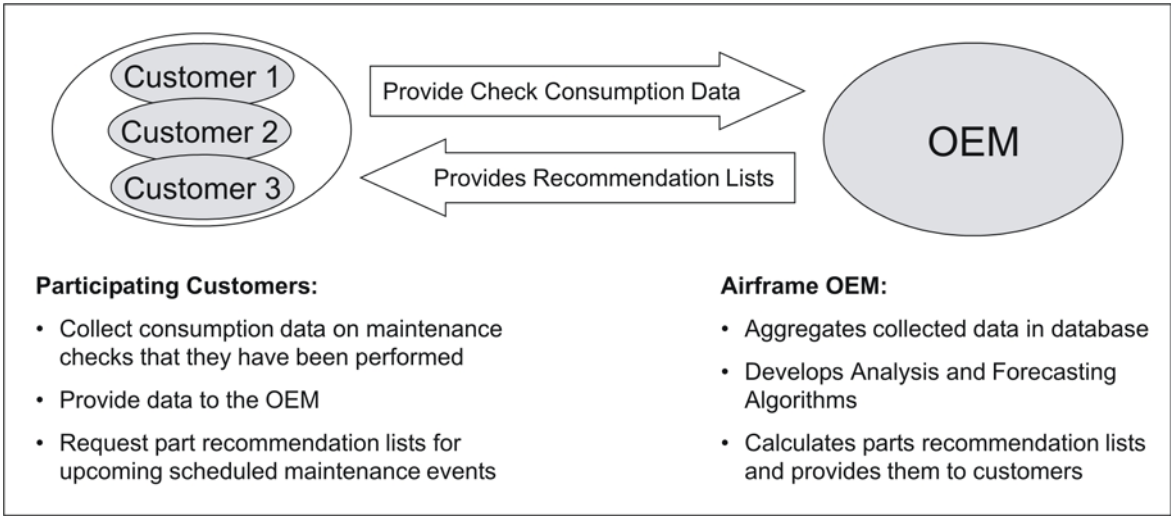 Customer 1
Customer 2
Customer 3
Provide Check Consumption Data
Provides Recommendation Lists
OEM
Participating Customers:
• Collect consumption data on maintenance
checks that they have been performed
• Provide data to the OEM
• Request part recommendation lists for
upcoming scheduled maintenance events
Airframe OEM:
• Aggregates collected data in database
• Develops Analysis and Forecasting
Algorithms
• Calculates parts recommendation lists
and provides them to customers